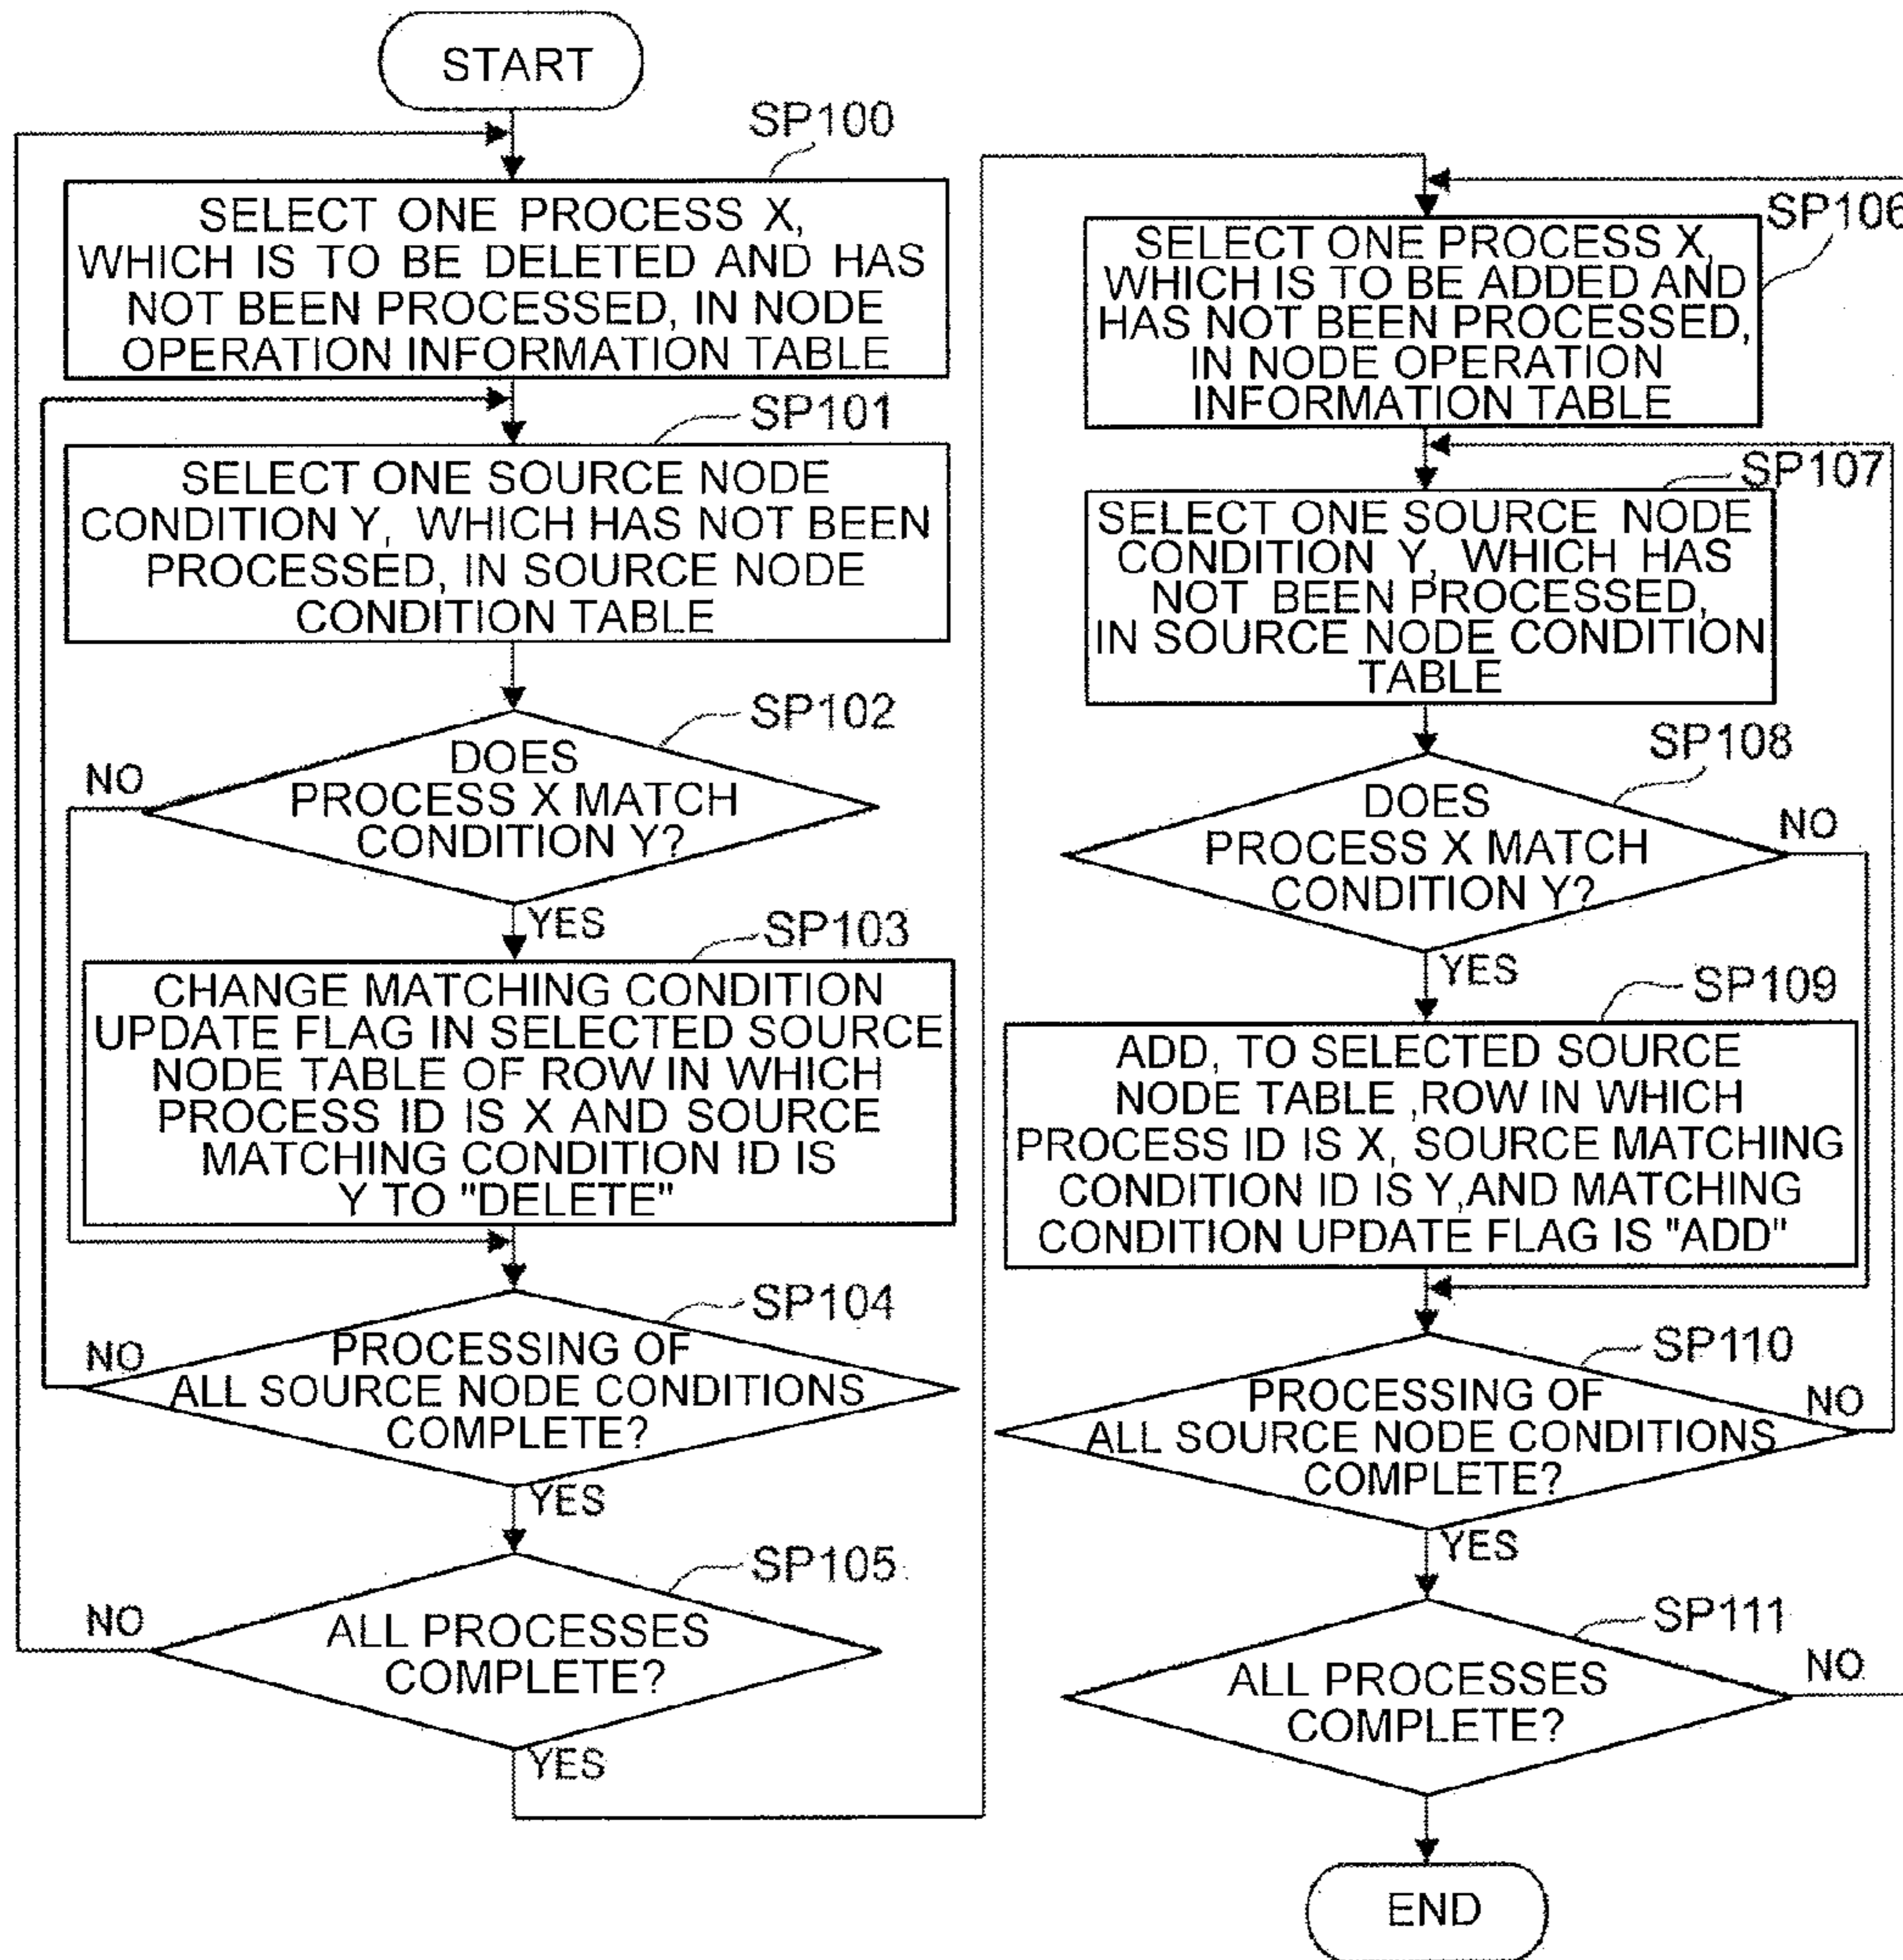 START
SP100
SELECT ONE PROCESS X,
WHICH IS TO BE DELETED AND HAS
NOT BEEN PROCESSED, IN NODE
OPERATION INFORMATION TABLE
SP101
SELECT ONE SOURCE NODE
CONDITION Y, WHICH HAS NOT BEEN
PROCESSED, IN SOURCE NODE
CONDITION TABLE
SP102
DOES
PROCESS X MATCH
CONDITION Y?
NO
YES
SP103
CHANGE MATCHING CONDITION
UPDATE FLAG IN SELECTED SOURCE
NODE TABLE OF ROW IN WHICH
PROCESS ID IS X AND SOURCE
MATCHING CONDITION ID IS
Y TO "DELETE"
SP104
PROCESSING OF
ALL SOURCE NODE CONDITIONS
COMPLETE?
NO
YES
SP105
ALL PROCESSES
COMPLETE?
NO
YES
SP106
SELECT ONE PROCESS X,
WHICH IS TO BE ADDED AND
HAS NOT BEEN PROCESSED,
IN NODE OPERATION
INFORMATION TABLE
SP107
SELECT ONE SOURCE NODE
CONDITION Y, WHICH HAS
NOT BEEN PROCESSED,
IN SOURCE NODE CONDITION
TABLE
SP108
DOES
PROCESS X MATCH
CONDITION Y?
NO
YES
SP109
ADD, TO SELECTED SOURCE
NODE TABLE ,ROW IN WHICH
PROCESS ID IS X, SOURCE MATCHING
CONDITION ID IS Y,AND MATCHING
CONDITION UPDATE FLAG IS "ADD"
SP110
PROCESSING OF
ALL SOURCE NODE CONDITIONS
COMPLETE?
NO
YES
SP111
ALL PROCESSES
COMPLETE?
NO
END